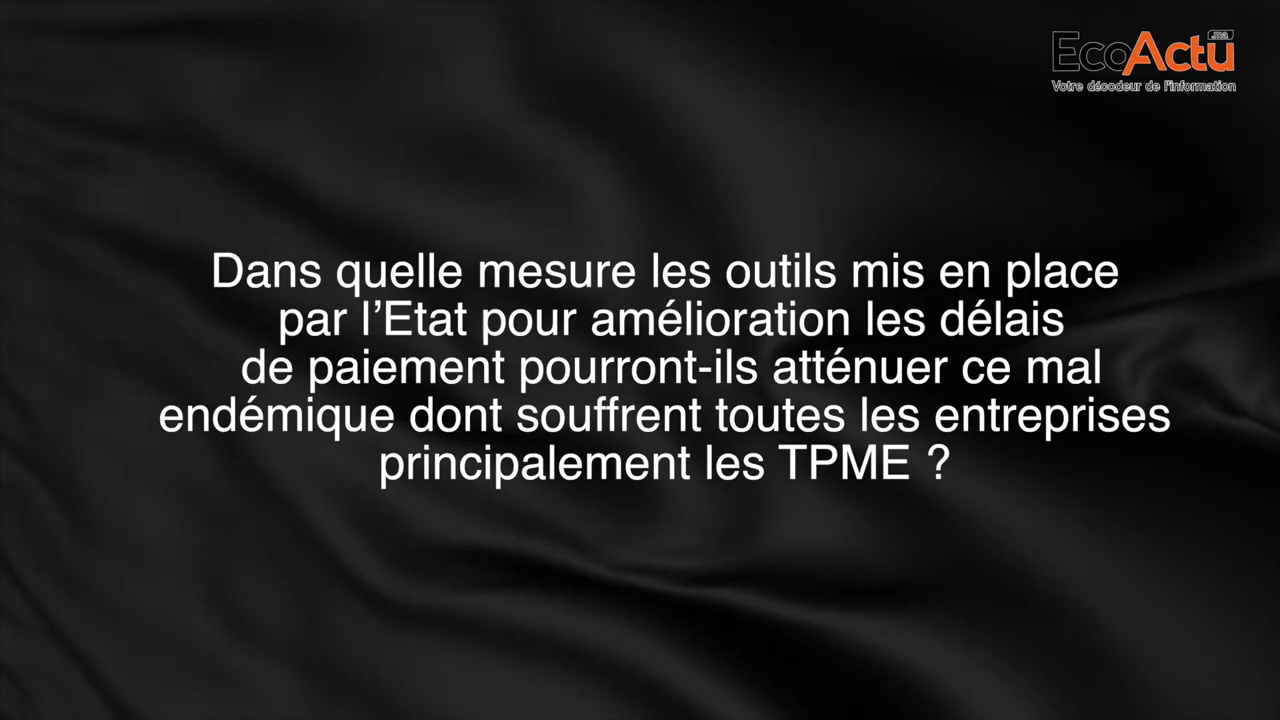 EcoActu
.ma
Votre décodeur de l'information
Dans quelle mesure les outils mis en place
par l’Etat pour amélioration les délais
de paiement pourront-ils atténuer ce mal
endémique dont souffrent toutes les entreprises
principalement les TPME ?